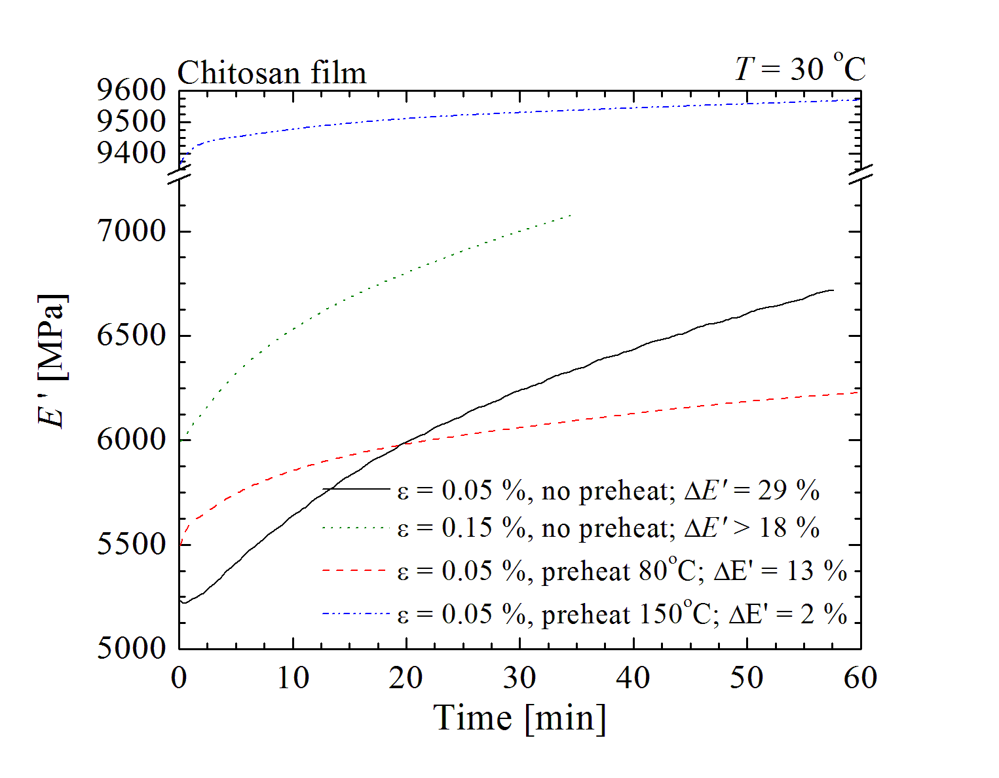 Chitosan film
T = 30 °C
9600
9500
9400
7000
6500
6000
5500
5000
E' [MPa]
ε = 0.05 %, no preheat; ΔE' = 29 %
ε = 0.15 %, no preheat; ΔE' > 18 %
ε = 0.05 %, preheat 80°C; ΔE' = 13 %
ε = 0.05 %, preheat 150°C; ΔE' = 2 %
0 10 20 30 40 50 60
Time [min]